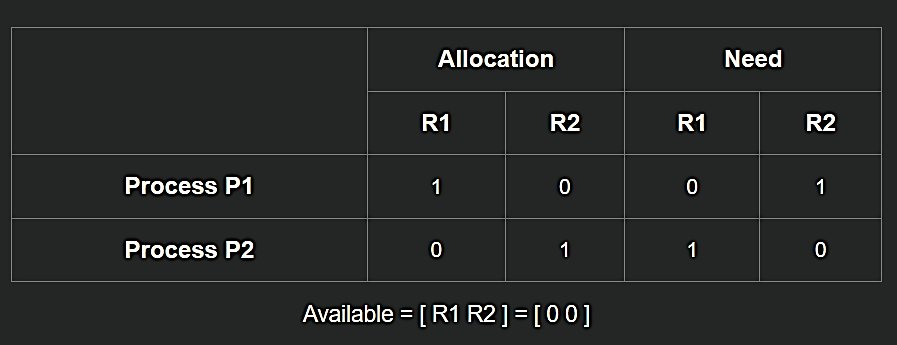 Allocation Need
R1 R2 R1 R2
Process P1 1 0 0 1
Process P2 0 1 1 0
Available = [ R1 R2 ] = [ 0 0 ]